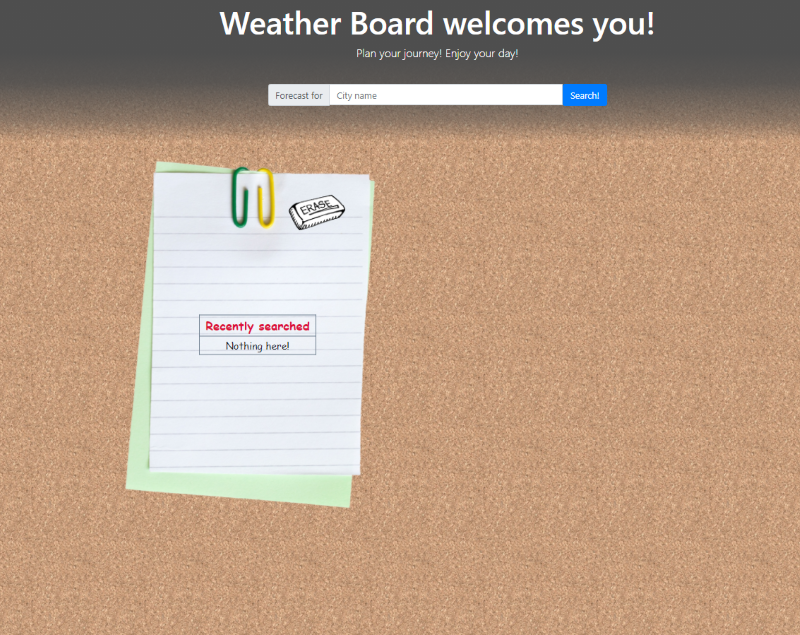 Weather Board welcomes you!
Plan your journey! Enjoy your day!
Forecast for City name Search!
ERASE
Recently searched
Nothing here!